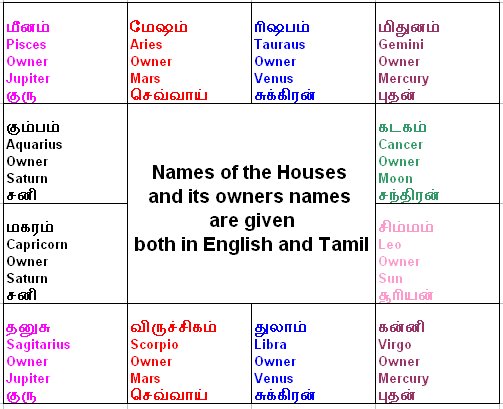 மீனம்
Pisces
Owner
Jupiter
குரு
மேஷம்
Aries
Owner
Mars
செவ்வாய்
ரிஷபம்
Tauraus
Owner
Venus
சுக்கிரன்
மிதுனம்
Gemini
Owner
Mercury
புதன்
கும்பம்
Aquarius
Owner
Saturn
சனி
Names of the Houses
and its owners names
are given
both in English and Tamil
கடகம்
Cancer
Owner
Moon
சந்திரன்
மகரம்
Capricorn
Owner
Saturn
சனி
சிம்மம்
Leo
Owner
Sun
சூரியன்
தனுசு
Sagitarius
Owner
Jupiter
குரு
விருச்சிகம்
Scorpio
Owner
Mars
செவ்வாய்
துலாம்
Libra
Owner
Venus
சுக்கிரன்
கன்னி
Virgo
Owner
Mercury
புதன்